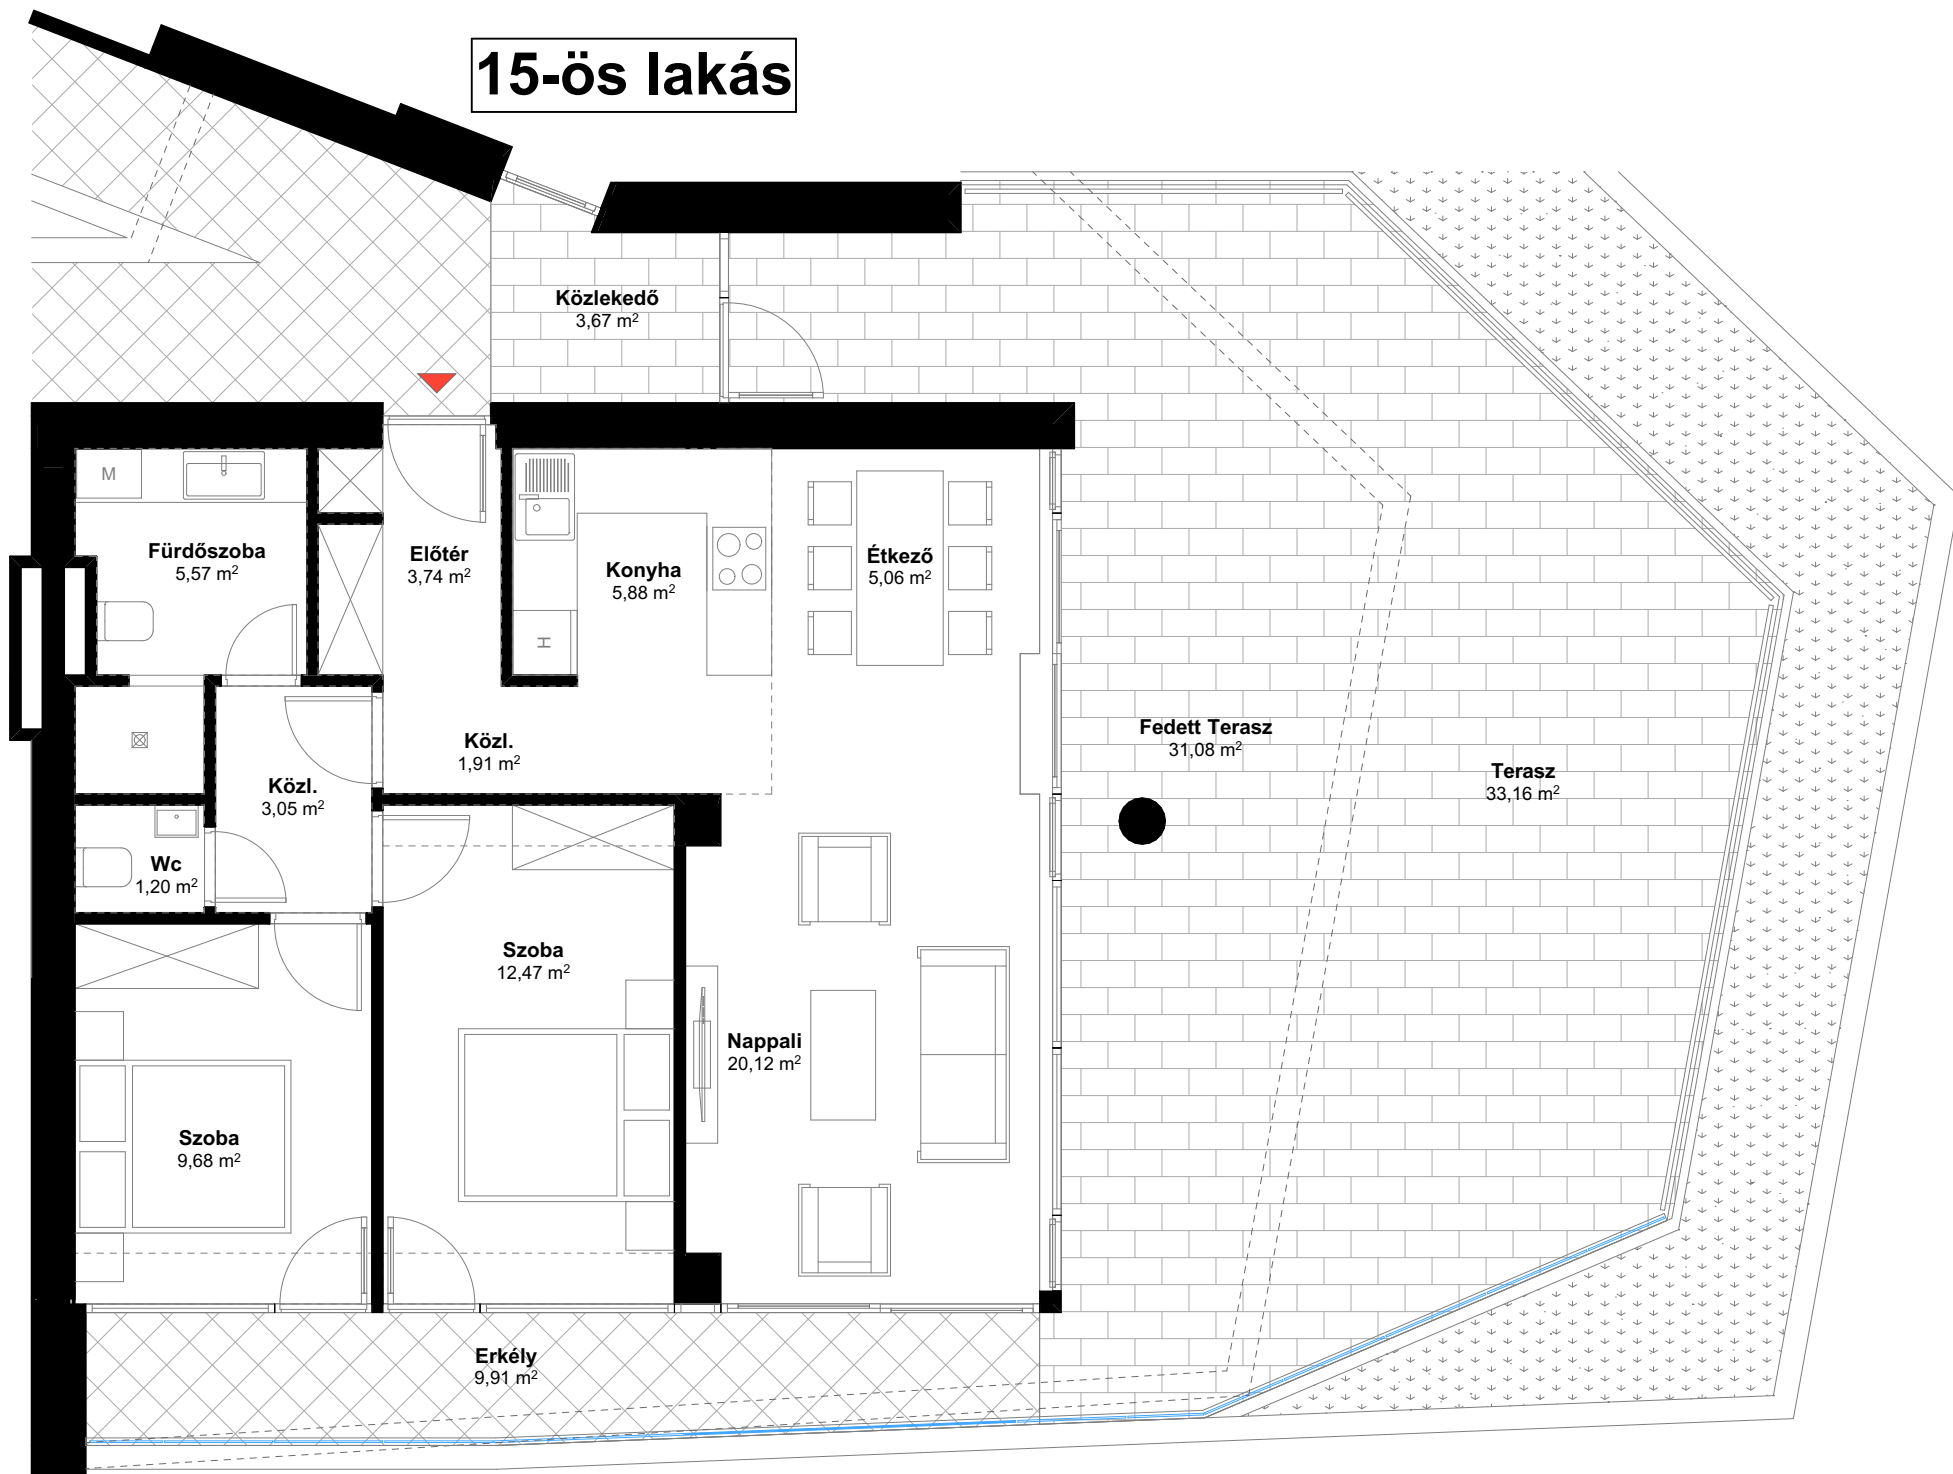 15-ös lakás
Közlekedő
3,67 m²
M
Fürdőszoba
5,57 m²
Előtér
3,74 m²
Konyha
5,88 m²
H
Étkező
5,06 m²
Közl.
1,91 m²
Közl.
3,05 m²
Fedett Terasz
31,08 m²
Terasz
33,16 m²
Wc
1,20 m²
Szoba
12,47 m²
Nappali
20,12 m²
Szoba
9,68 m²
Erkély
9,91 m²